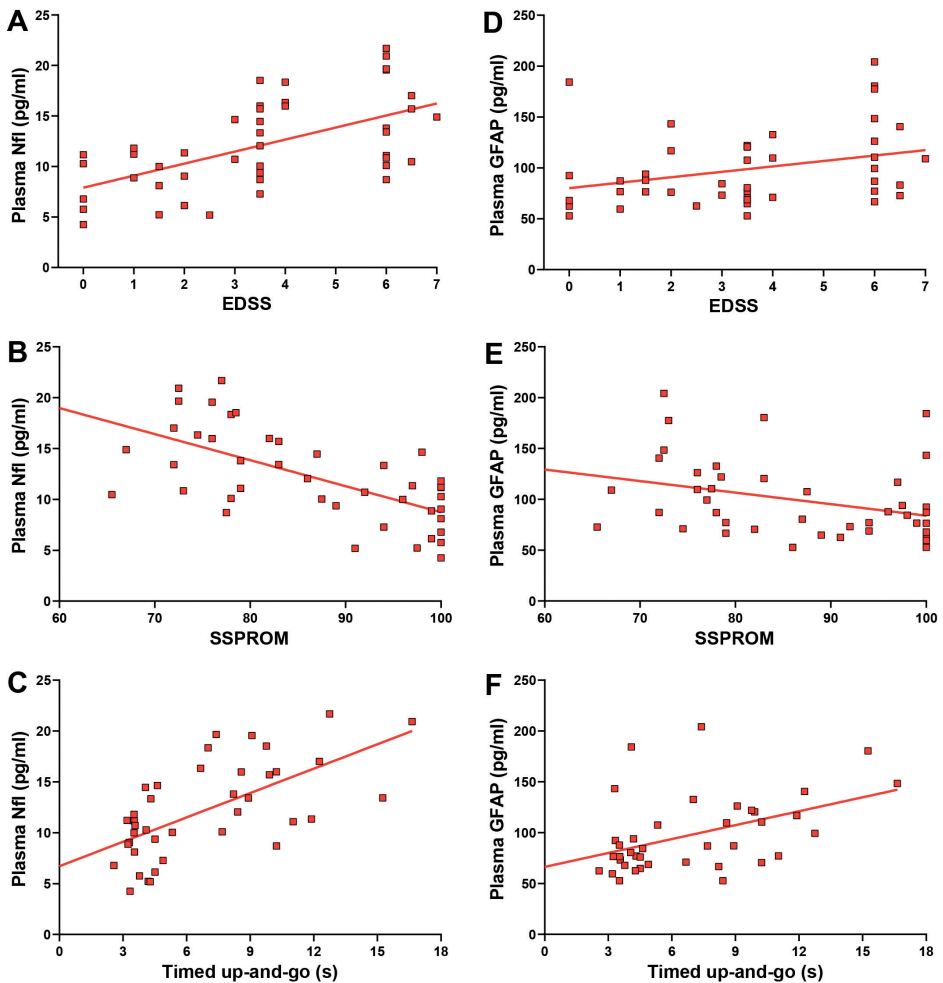 A
Plasma Nfl (pg/ml)
25
20
15
10
5
0
0 1 2 3 4 5 6 7
EDSS
D
Plasma GFAP (pg/ml)
250
200
150
100
50
0
0 1 2 3 4 5 6 7
EDSS
B
Plasma Nfl (pg/ml)
25
20
15
10
5
0
60 70 80 90 100
SSPROM
E
Plasma GFAP (pg/ml)
250
200
150
100
50
0
60 70 80 90 100
SSPROM
C
Plasma Nfl (pg/ml)
25
20
15
10
5
0
0 3 6 9 12 15 18
Timed up-and-go (s)
F
Plasma GFAP (pg/ml)
250
200
150
100
50
0
0 3 6 9 12 15 18
Timed up-and-go (s)